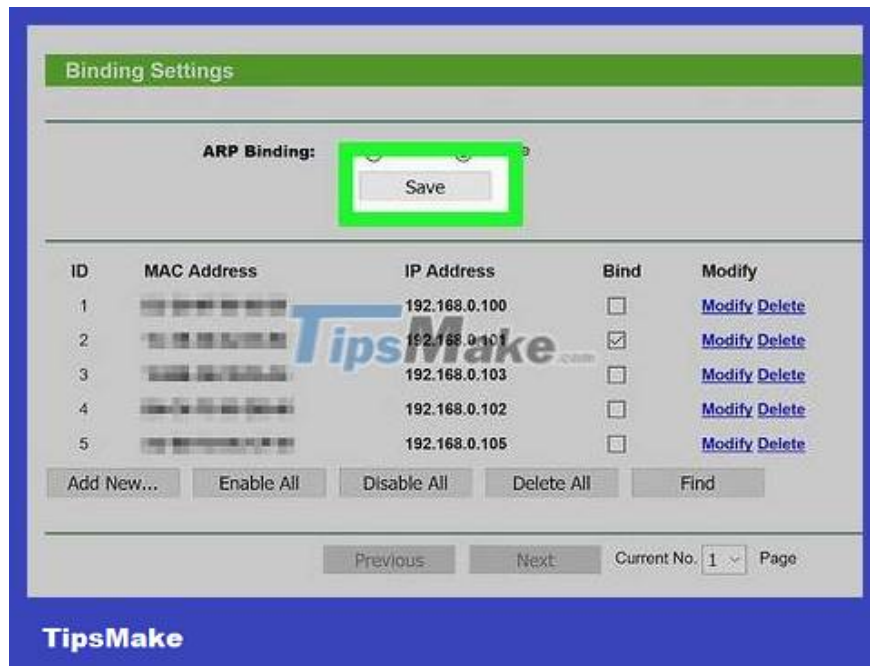 Binding Settings
ARP Binding:
Save
ID MAC Address IP Address Bind Modify
1 192.168.0.100 Modify Delete
2 192.168.0.101 Modify Delete
3 192.168.0.103 Modify Delete
4 192.168.0.102 Modify Delete
5 192.168.0.105 Modify Delete
TipsMake.com
Add New... Enable All Disable All Delete All Find
Previous Next Current No. 1 Page
TipsMake